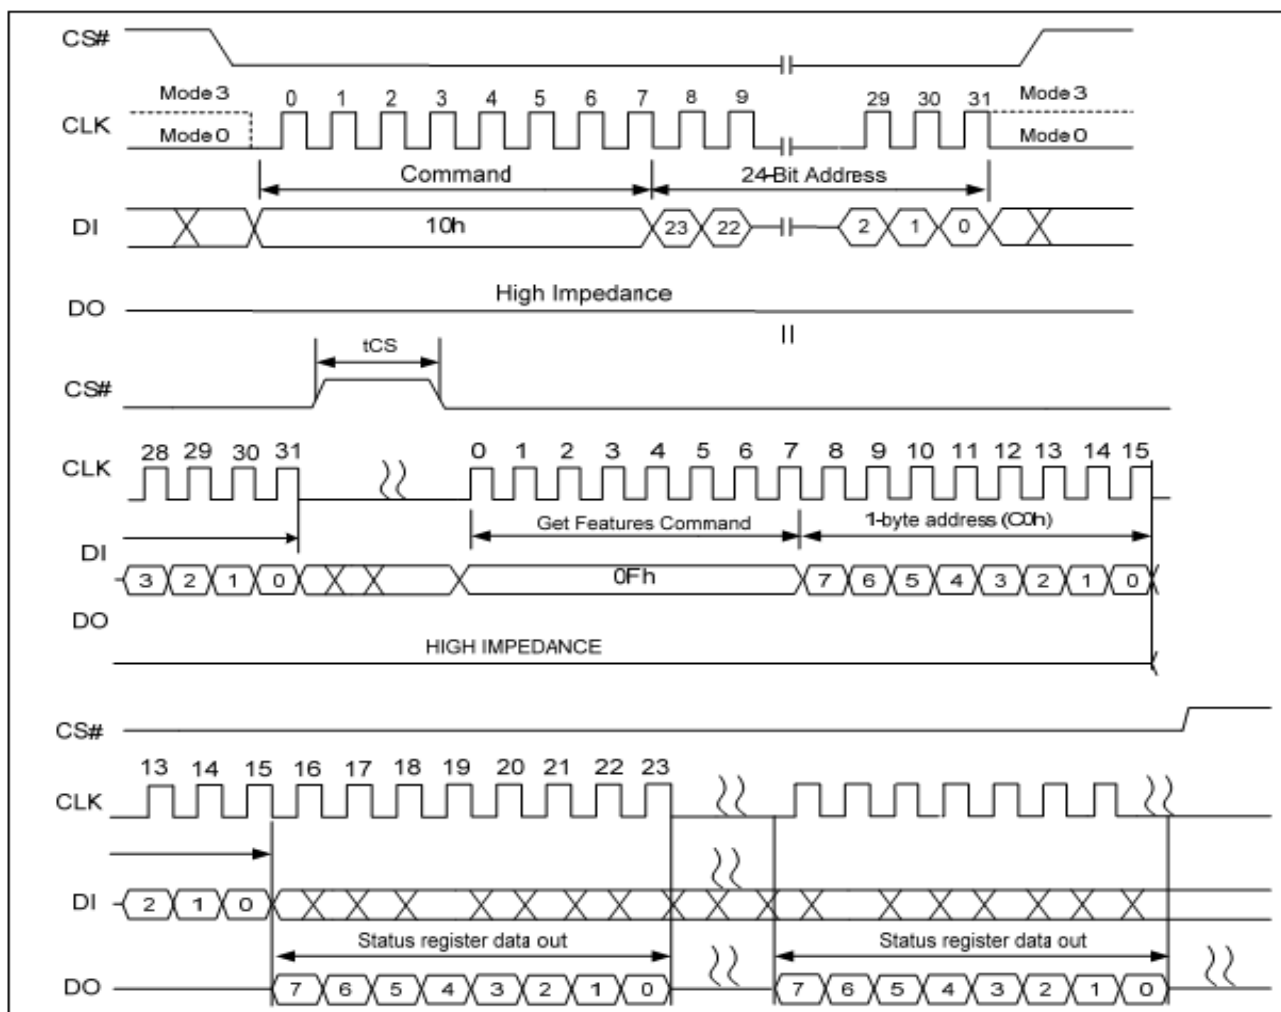 CS#
Mode 3
0 1 2 3 4 5 6 7 8 9 29 30 31
Mode 3
CLK
Mode 0
Mode 0
Command
24-Bit Address
DI
10h
23 22 2 1 0
High Impedance
DO
tCS
CS#
28 29 30 31 0 1 2 3 4 5 6 7 8 9 10 11 12 13 14 15
CLK
Get Features Command
1-byte address (C0h)
DI
3 2 1 0 0Fh 7 6 5 4 3 2 1 0
DO
HIGH IMPEDANCE
CS#
13 14 15 16 17 18 19 20 21 22 23
CLK
DI
2 1 0
Status register data out
Status register data out
DO
7 6 5 4 3 2 1 0 7 6 5 4 3 2 1 0